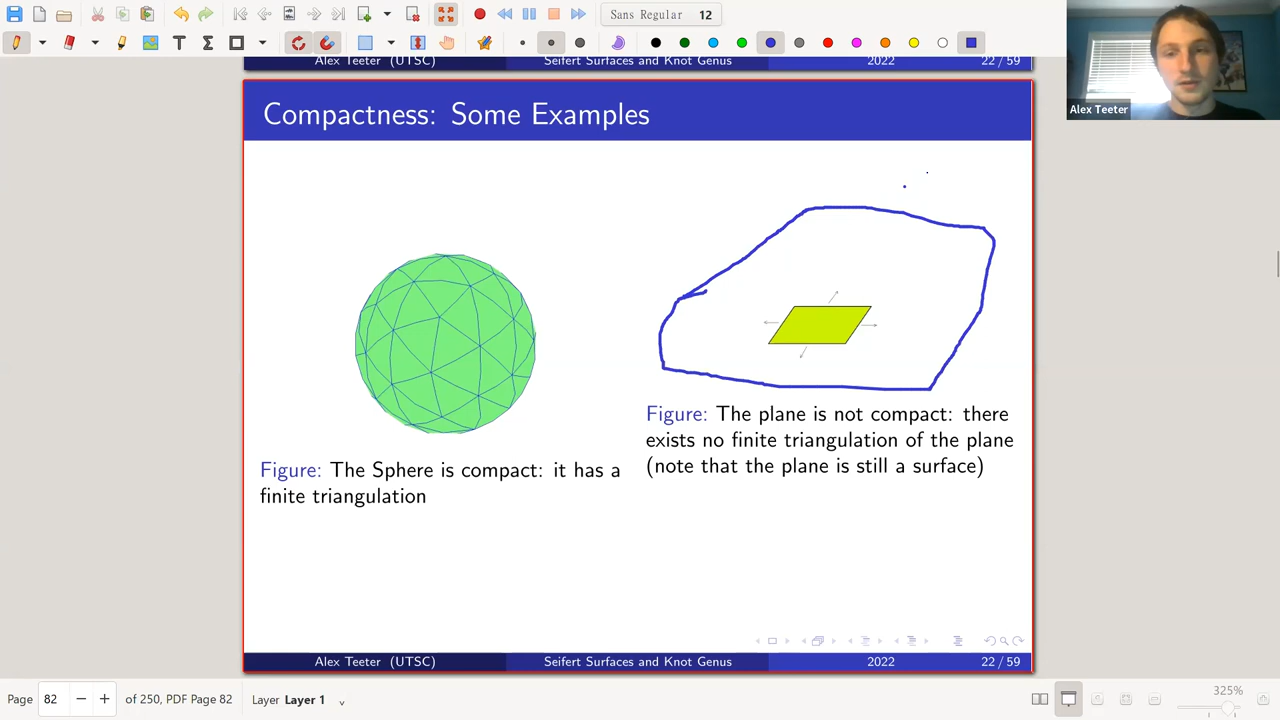 Sans Regular 12
Alex Teeter (UTSC) Seifert Surfaces and Knot Genus 2022 22 / 59
Alex Teeter
Compactness: Some Examples
Figure: The Sphere is compact: it has a
finite triangulation
Figure: The plane is not compact: there
exists no finite triangulation of the plane
(note that the plane is still a surface)
Alex Teeter (UTSC) Seifert Surfaces and Knot Genus 2022 22 / 59
Page 82 of 250, PDF Page 82 Layer Layer 1
325%